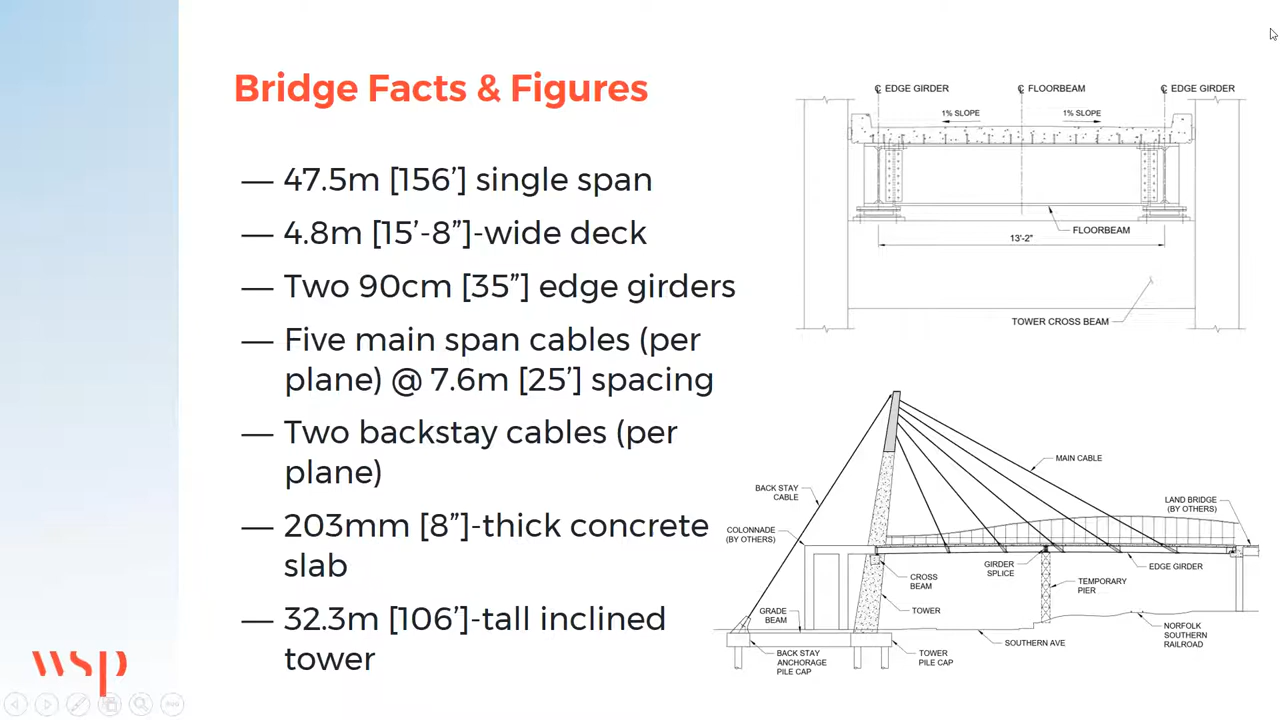 Bridge Facts & Figures
— 47.5m [156’] single span
— 4.8m [15’-8”]-wide deck
— Two 90cm [35”] edge girders
— Five main span cables (per
plane) @ 7.6m [25’] spacing
— Two backstay cables (per
plane)
— 203mm [8”]-thick concrete
slab
— 32.3m [106’]-tall inclined
tower
wsp
℄ EDGE GIRDER
℄ FLOORBEAM
℄ EDGE GIRDER
1% SLOPE
1% SLOPE
FLOORBEAM
13'-2"
TOWER CROSS BEAM
MAIN CABLE
BACK STAY
CABLE
LAND BRIDGE
(BY OTHERS)
COLONNADE
(BY OTHERS)
CROSS
BEAM
GIRDER
SPLICE
EDGE GIRDER
TEMPORARY
PIER
GRADE
BEAM
TOWER
SOUTHERN AVE
NORFOLK
SOUTHERN
RAILROAD
BACK STAY
ANCHORAGE
PILE CAP
TOWER
PILE CAP